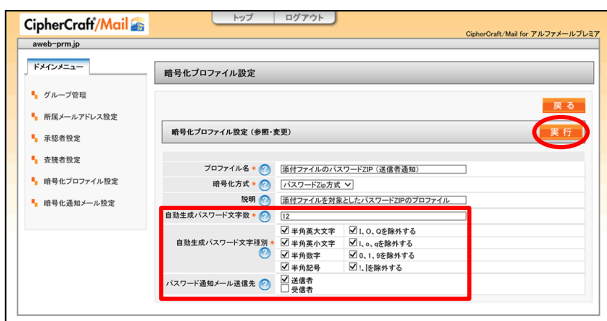 CipherCraft/Mail
トップ
ログアウト
CipherCraft/Mail for アルファメールプレミア
aweb-prm.jp
ドメインメニュー
グループ管理
所属メールアドレス設定
承認者設定
査閲者設定
暗号化プロファイル設定
暗号化通知メール設定
暗号化プロファイル設定
戻る
暗号化プロファイル設定（参照・変更）
実行
プロファイル名* 添付ファイルのパスワードZIP（送信者通知）
暗号化方式* パスワードZip方式
説明 添付ファイルを対象としたパスワードZIPのプロファイル
自動生成パスワード文字数* 12
自動生成パスワード文字種別*
半角英大文字 I、O、Qを除外する
半角英小文字 l、o、qを除外する
半角数字 0、1、9を除外する
半角記号 !、|を除外する
パスワード通知メール送信先
送信者
受信者